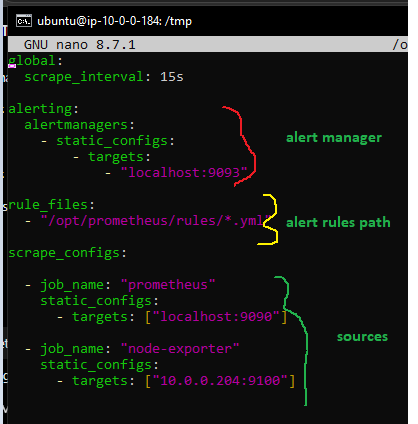 ubuntu@ip-10-0-0-184: /tmp
GNU nano 8.7.1 /o
global:
  scrape_interval: 15s
alerting:
  alertmanagers:
    - static_configs:
        - targets:
            - "localhost:9093"
alert manager
rule_files:
  - "/opt/prometheus/rules/*.yml"
alert rules path
scrape_configs:
  - job_name: "prometheus"
    static_configs:
      - targets: ["localhost:9090"]
sources
  - job_name: "node-exporter"
    static_configs:
      - targets: ["10.0.0.204:9100"]